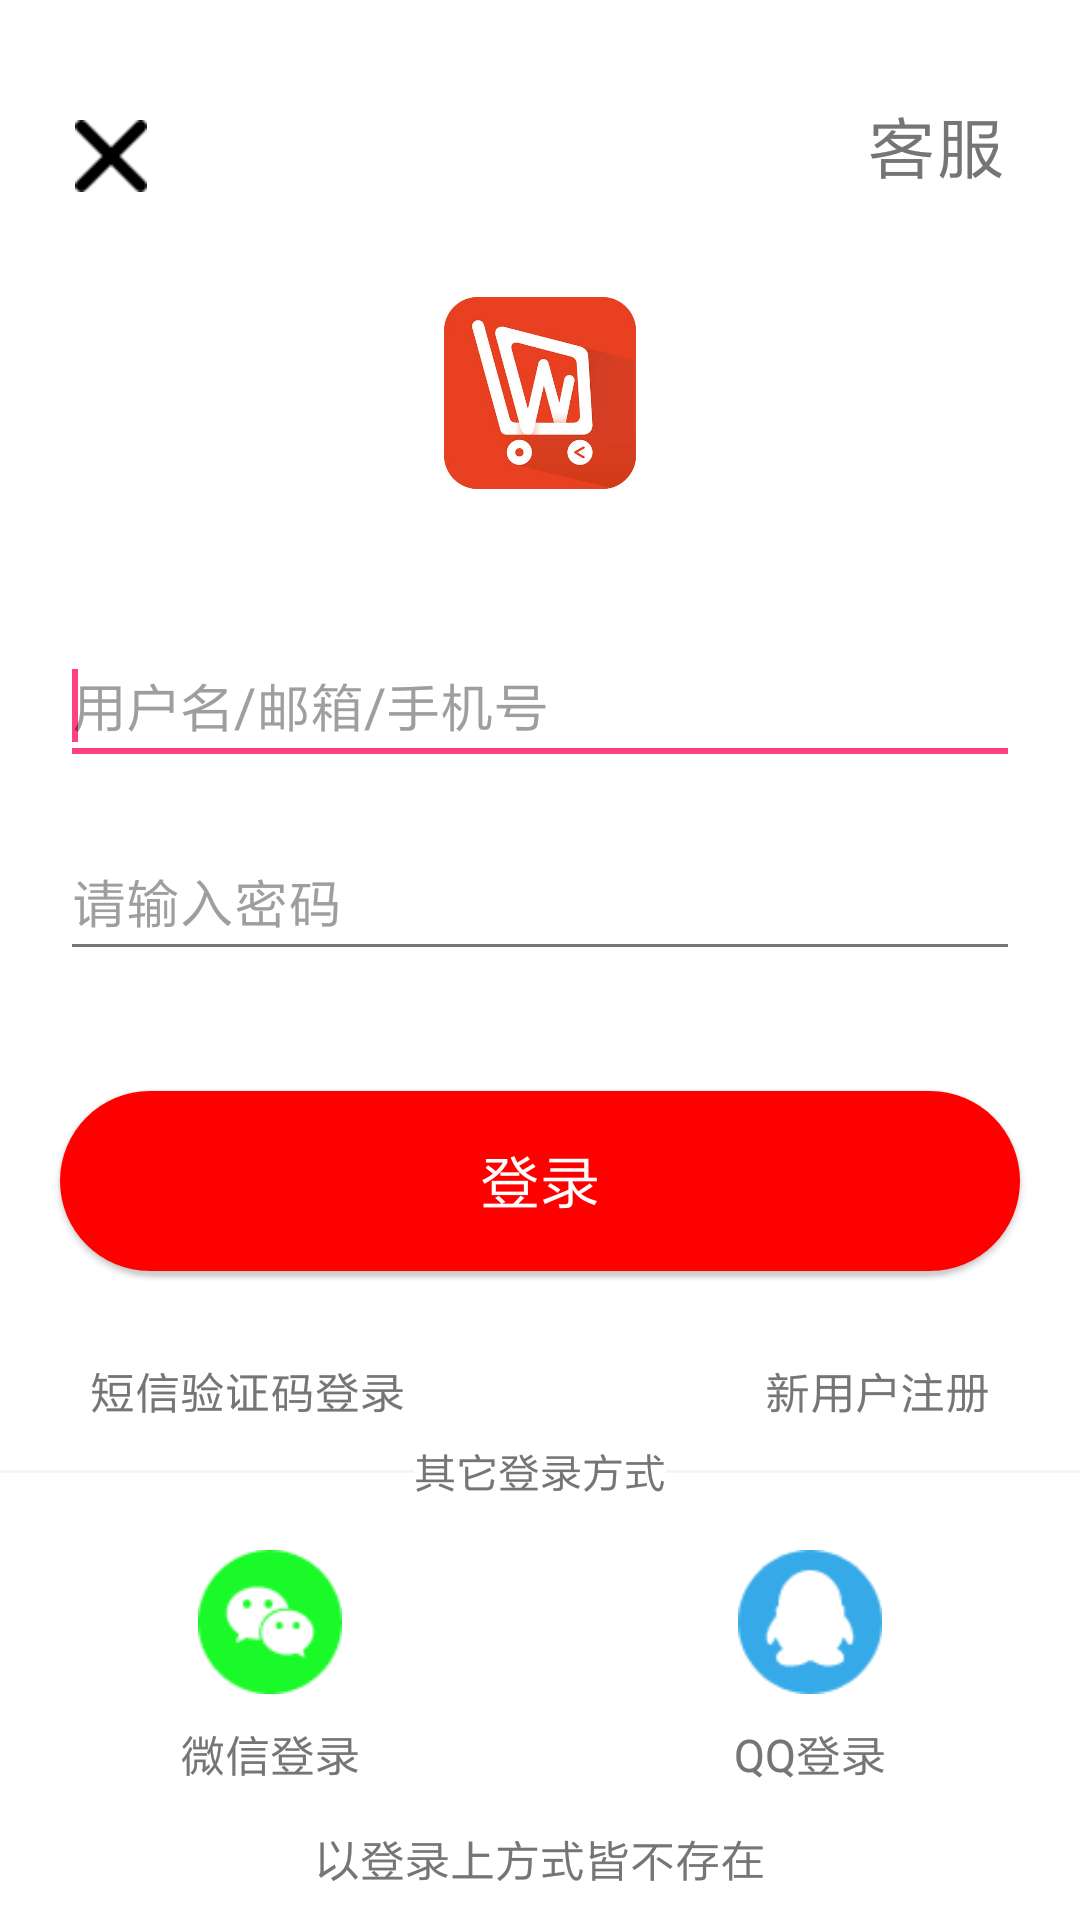 客服
用户名/邮箱/手机号
请输入密码
登录
短信验证码登录 新用户注册
其它登录方式
微信登录 QQ登录
以登录上方式皆不存在